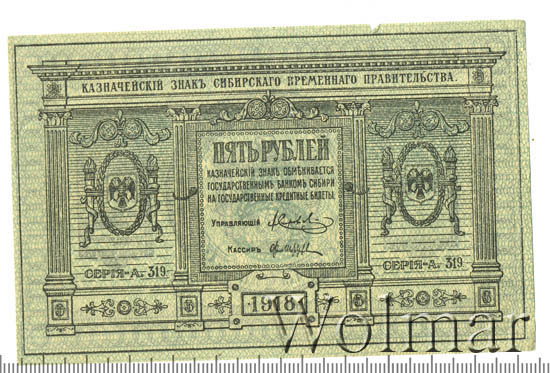 КАЗНАЧЕЙСКІЙ ЗНАКЪ СИБИРСКАГО ВРЕМЕННАГО ПРАВИТЕЛЬСТВА.
5 5
ПЯТЬ РУБЛЕЙ
КАЗНАЧЕЙСКІЙ ЗНАКЪ ОБМѢНИВАЕТСЯ
ГОСУДАРСТВЕННЫМЪ БАНКОМЪ СИБИРИ
НА ГОСУДАРСТВЕННЫЕ КРЕДИТНЫЕ БИЛЕТЫ.
УПРАВЛЯЮЩІЙ
КАССИРЪ
СЕРІЯ-А. 319. СЕРІЯ-А. 319
5 1918 5
Wolmar